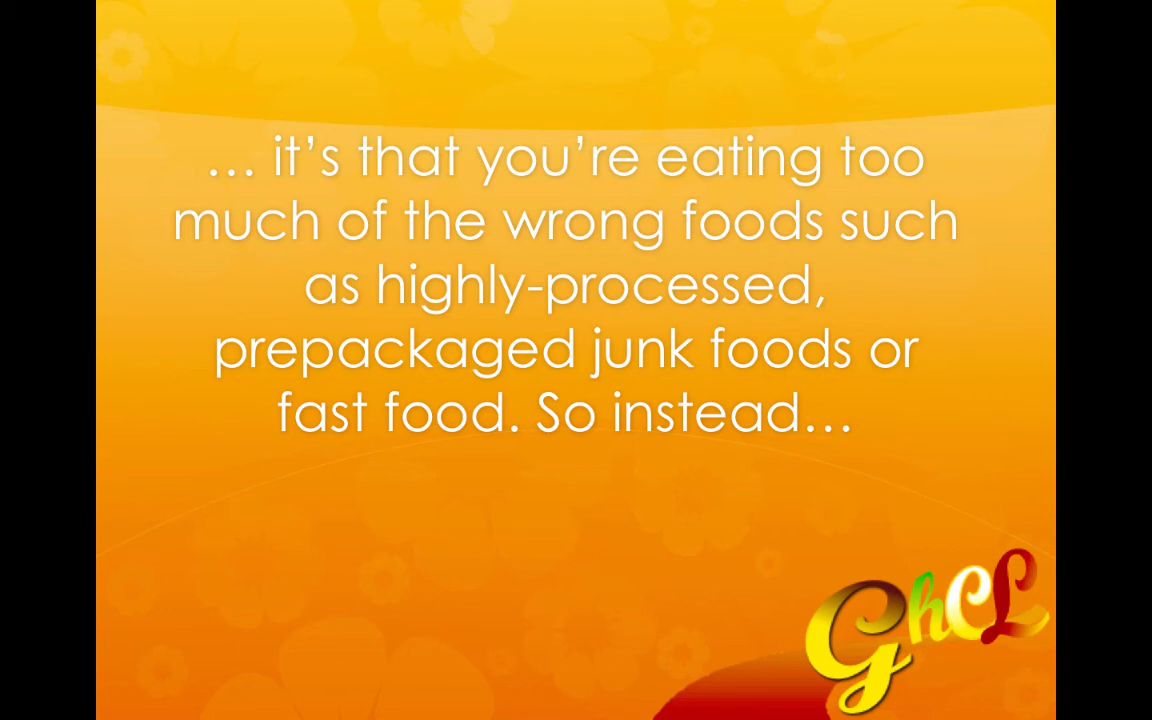 … it’s that you’re eating too
much of the wrong foods such
as highly-processed,
prepackaged junk foods or
fast food. So instead…
GhCL